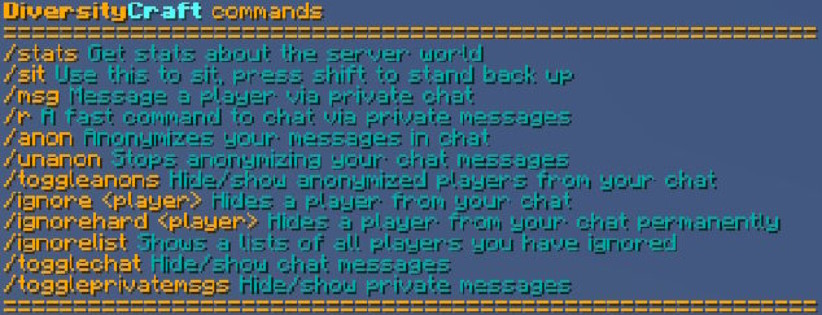 DiversityCraft commands
==========================================================
/stats Get stats about the server world
/sit Use this to sit, press shift to stand back up
/msg Message a player via private chat
/r A fast command to chat via private messages
/anon Anonymizes your messages in chat
/unanon Stops anonymizing your chat messages
/toggleanons Hide/show anonymized players from your chat
/ignore <player> Hides a player from your chat
/ignorehard <player> Hides a player from your chat permanently
/ignorelist Shows a lists of all players you have ignored
/togglechat Hide/show chat messages
/toggleprivatemsgs Hide/show private messages
==========================================================